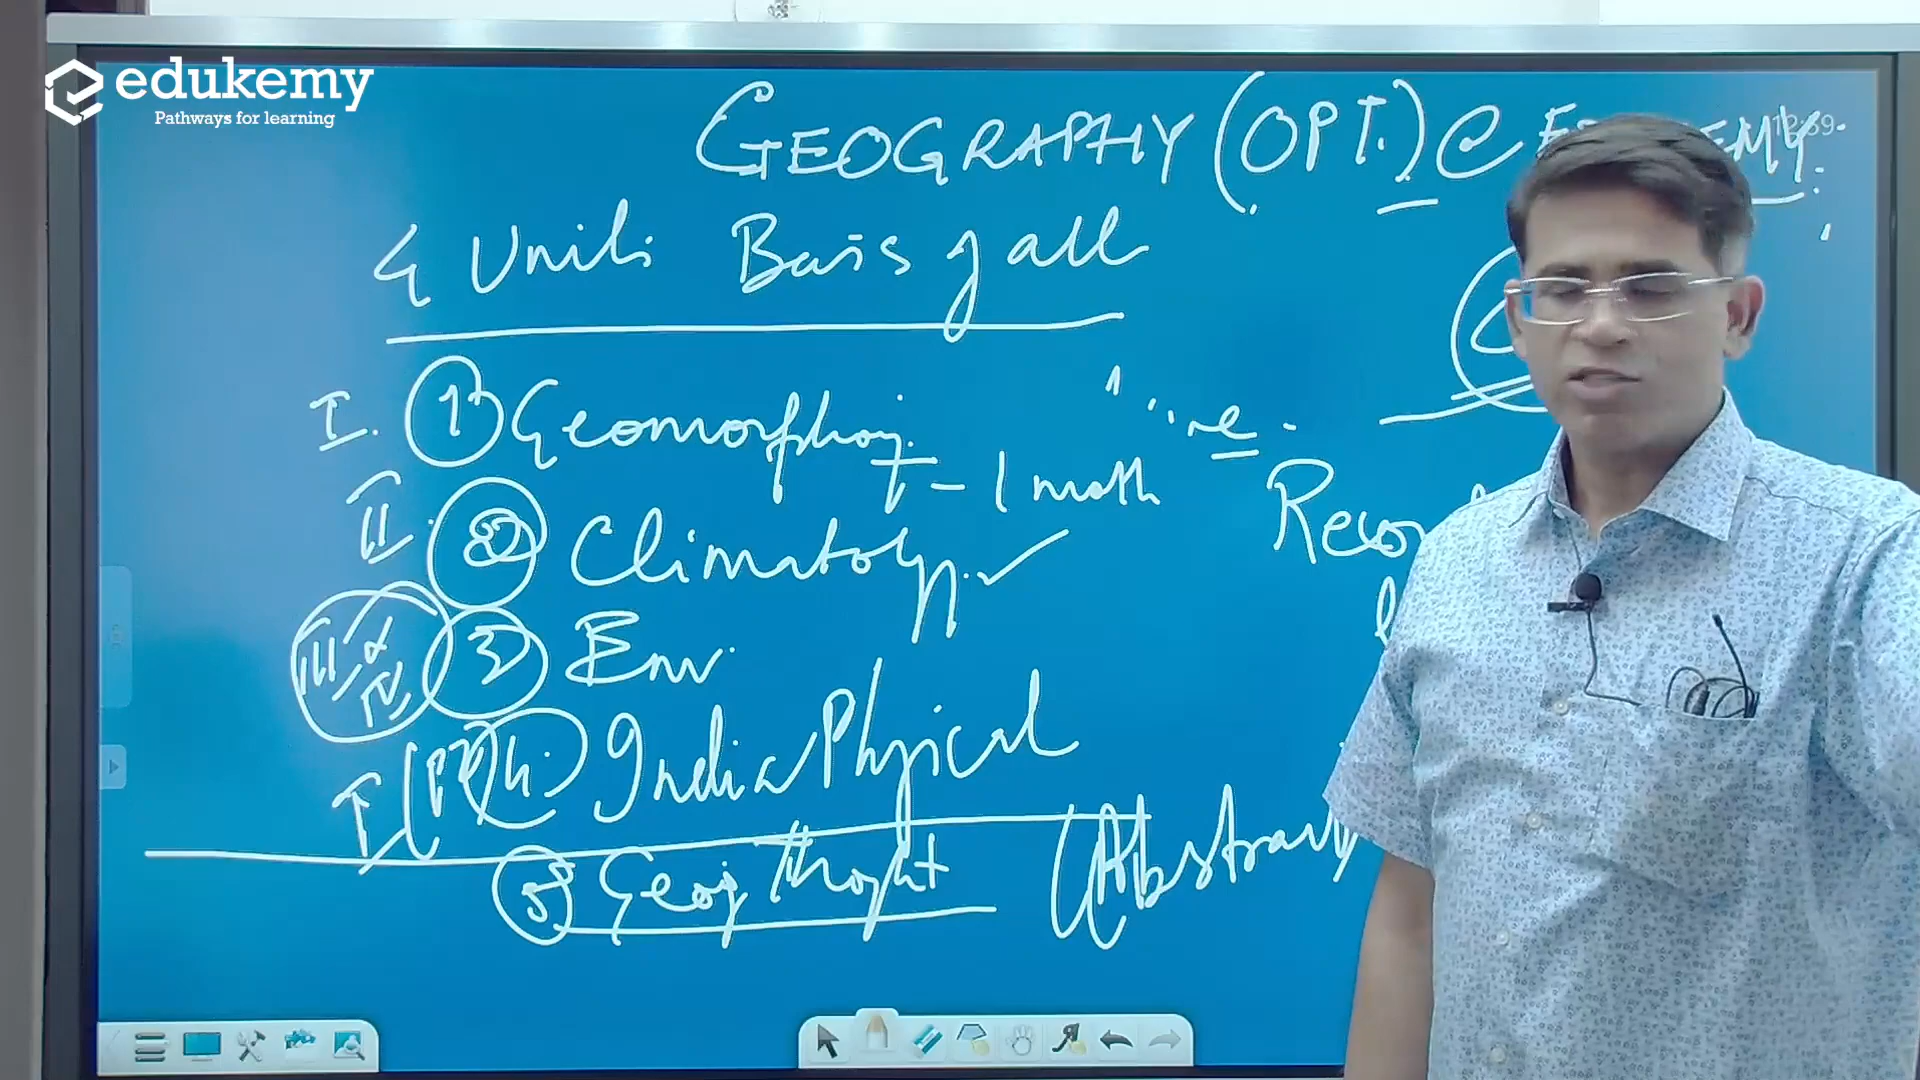 edukemy
Pathways for learning
GEOGRAPHY (OPT.) @
4 Units Basis of all
I. 1 Geomorphology - 1 month
II. 2 Climatology.
III & IV 3 Env.
4. India Physical
5 Geog Thought (Abstract